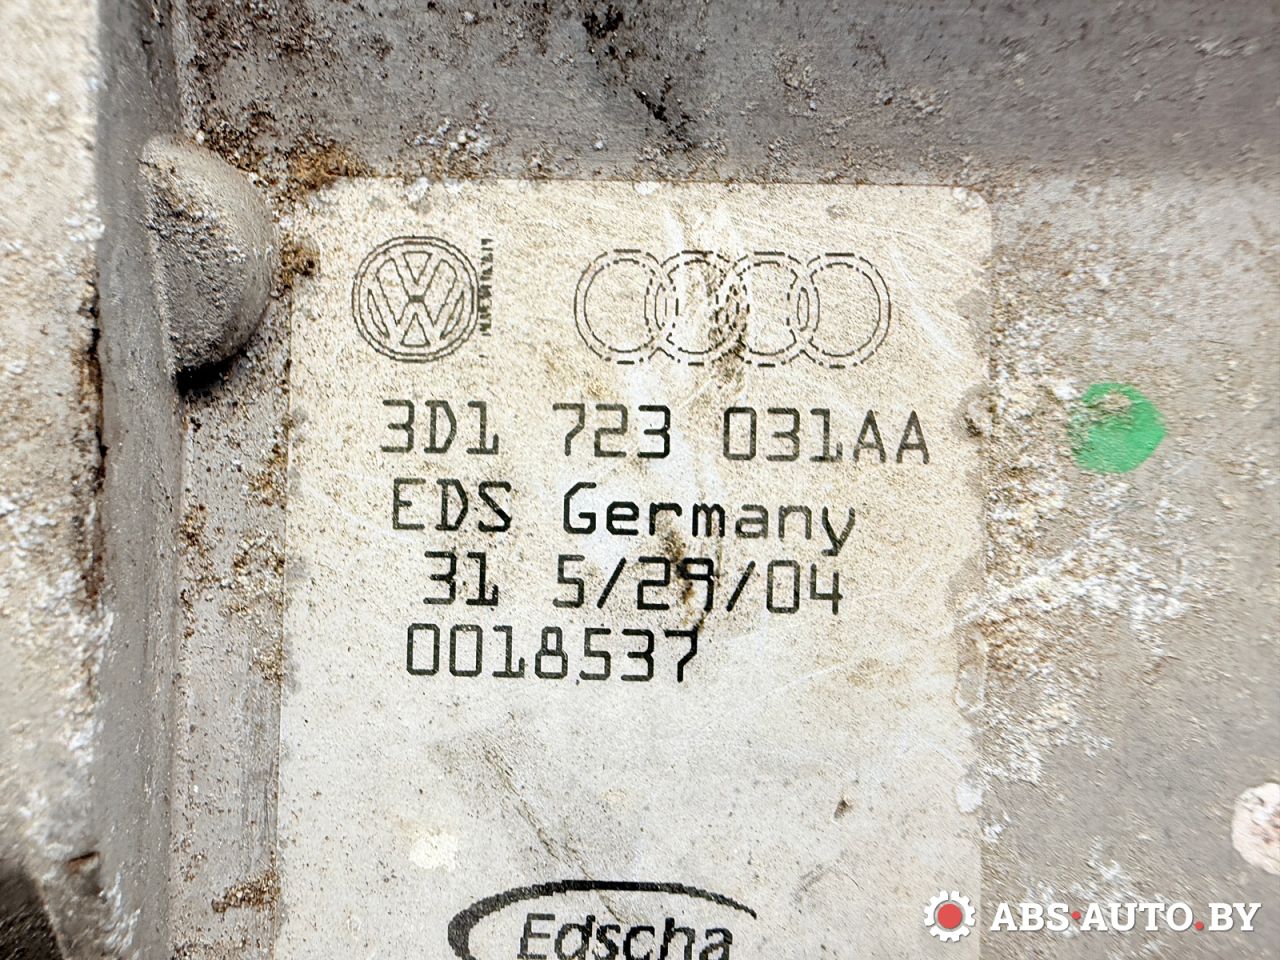 3D1 723 031AA
EDS Germany
31 5/29/04
0018537
Edscha
ABS-AUTO.BY